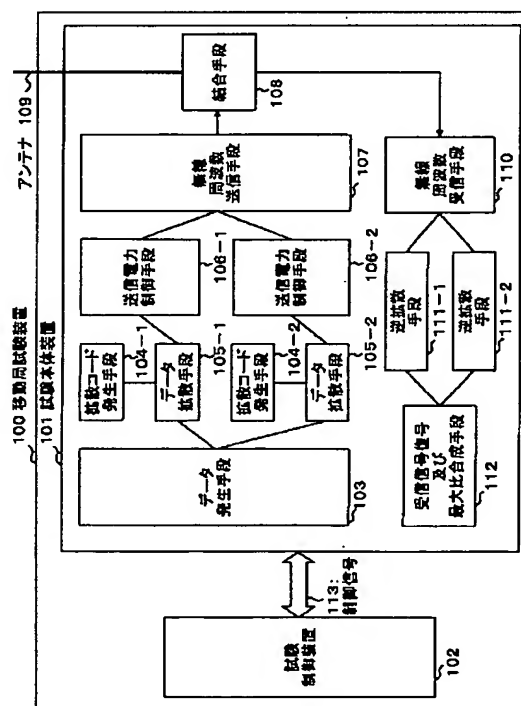 アンテナ 109
100 移動局試験装置
101 試験本体装置
結合手段
108
無線
周波数
送信手段
107
無線
周波数
受信手段
110
送信電力
制御手段
106-1
送信電力
制御手段
106-2
逆拡散
手段
111-1
逆拡散
手段
111-2
拡散コード
発生手段
104-1
データ
拡散手段
105-1
拡散コード
発生手段
104-2
データ
拡散手段
105-2
データ
発生手段
103
受信信号復号
及び
最大比合成手段
112
113:
制御信号
試験
制御装置
102